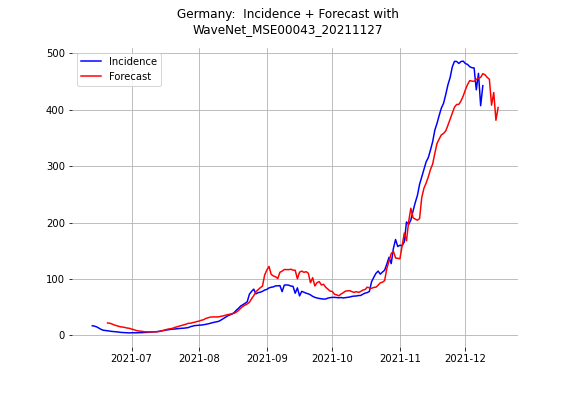 Germany:  Incidence + Forecast with
WaveNet_MSE00043_20211127
500
Incidence
Forecast
400
300
200
100
0
2021-07 2021-08 2021-09 2021-10 2021-11 2021-12